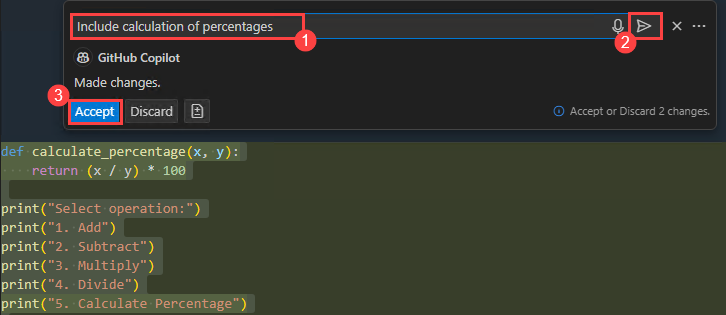 Include calculation of percentages
1
2
GitHub Copilot
Made changes.
3
Accept Discard Accept or Discard 2 changes.
def calculate_percentage(x, y):
    return (x / y) * 100
print("Select operation:")
print("1. Add")
print("2. Subtract")
print("3. Multiply")
print("4. Divide")
print("5. Calculate Percentage")